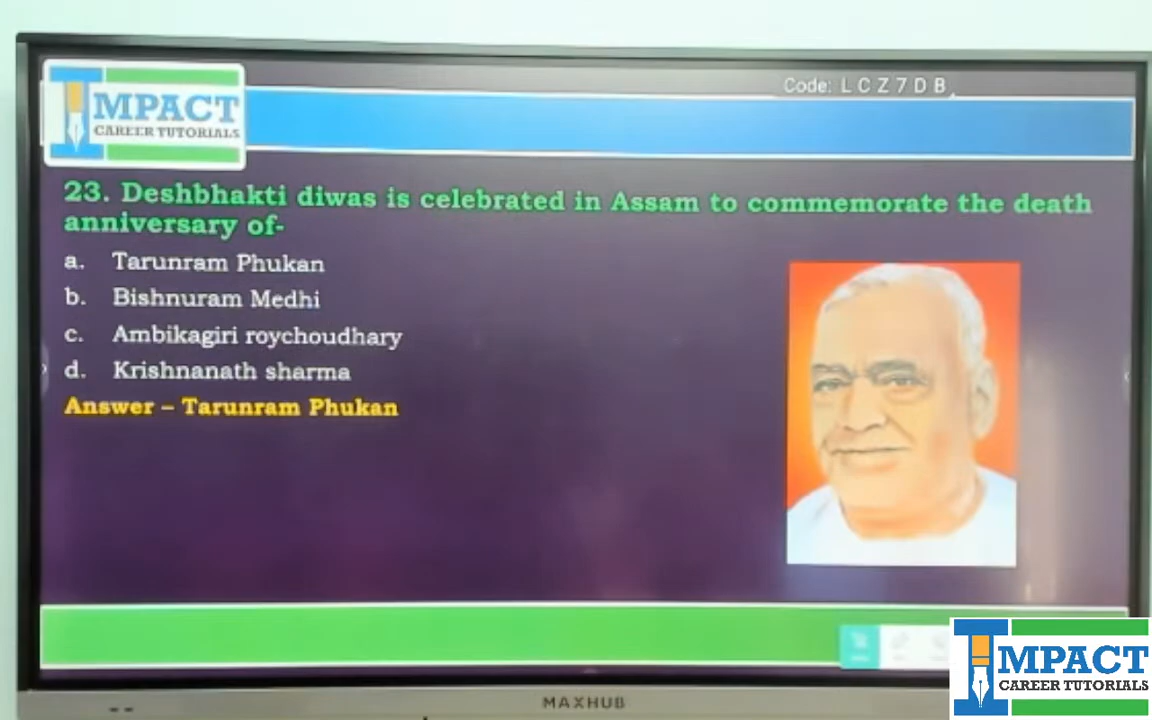 Code: L C Z 7 D B
IMPACT
CAREER TUTORIALS
23. Deshbhakti diwas is celebrated in Assam to commemorate the death
anniversary of-
a. Tarunram Phukan
b. Bishnuram Medhi
c. Ambikagiri roychoudhary
d. Krishnanath sharma
Answer – Tarunram Phukan
MAXHUB
IMPACT
CAREER TUTORIALS